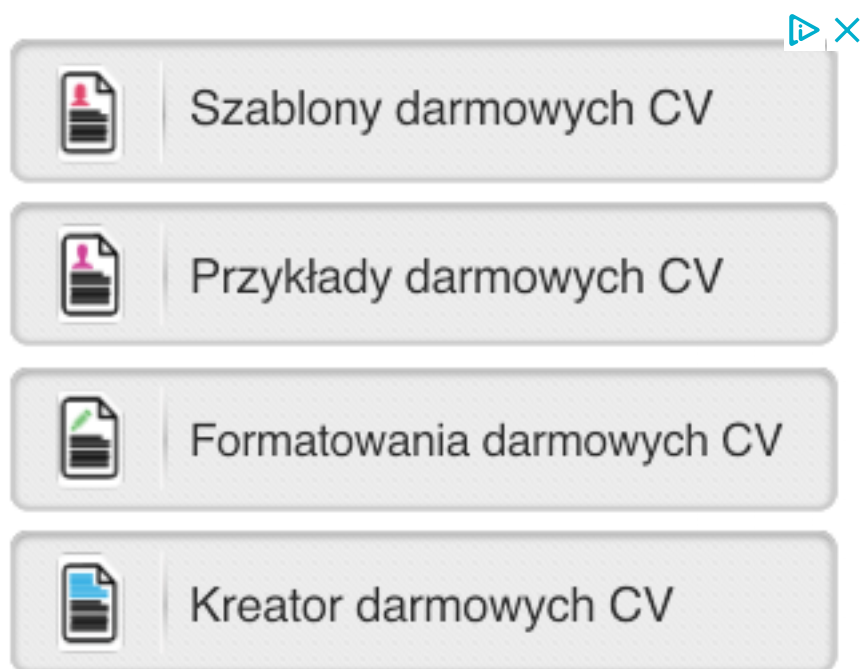 Szablony darmowych CV
Przykłady darmowych CV
Formatowania darmowych CV
Kreator darmowych CV